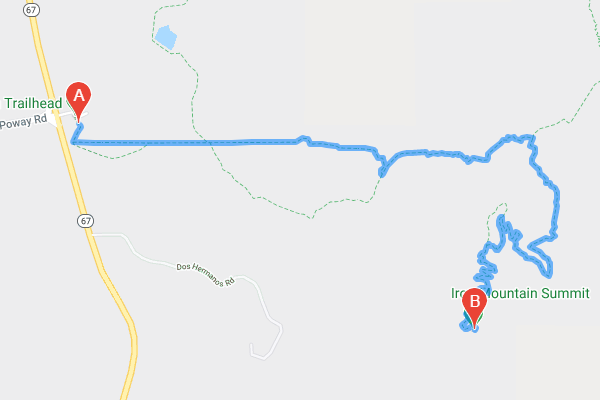 67
A
Trailhead
Poway Rd
67
Dos Hermanos Rd
Iron Mountain Summit
B